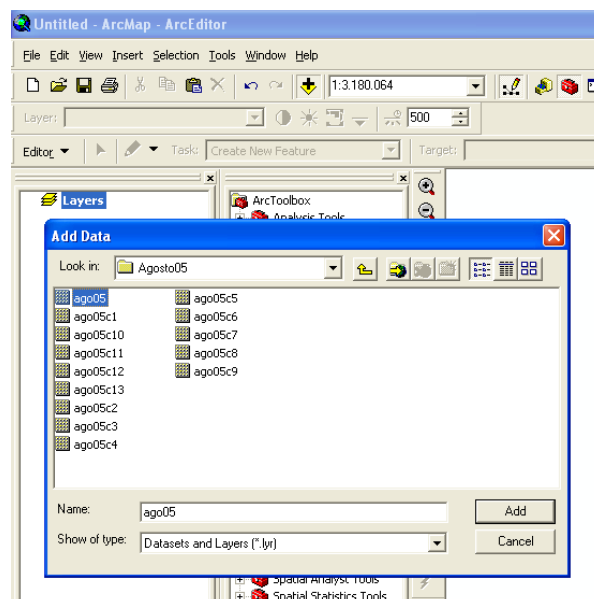 Untitled - ArcMap - ArcEditor
File Edit View Insert Selection Tools Window Help
1:3.180.064
Layer: 500
Editor Task: Create New Feature Target:
Layers
ArcToolbox
Analysis Tools
Add Data
Look in: Agosto05
ago05
ago05c1
ago05c10
ago05c11
ago05c12
ago05c13
ago05c2
ago05c3
ago05c4
ago05c5
ago05c6
ago05c7
ago05c8
ago05c9
Name: ago05 Add
Show of type: Datasets and Layers (*.lyr) Cancel
Spatial Analyst Tools
Spatial Statistics Tools